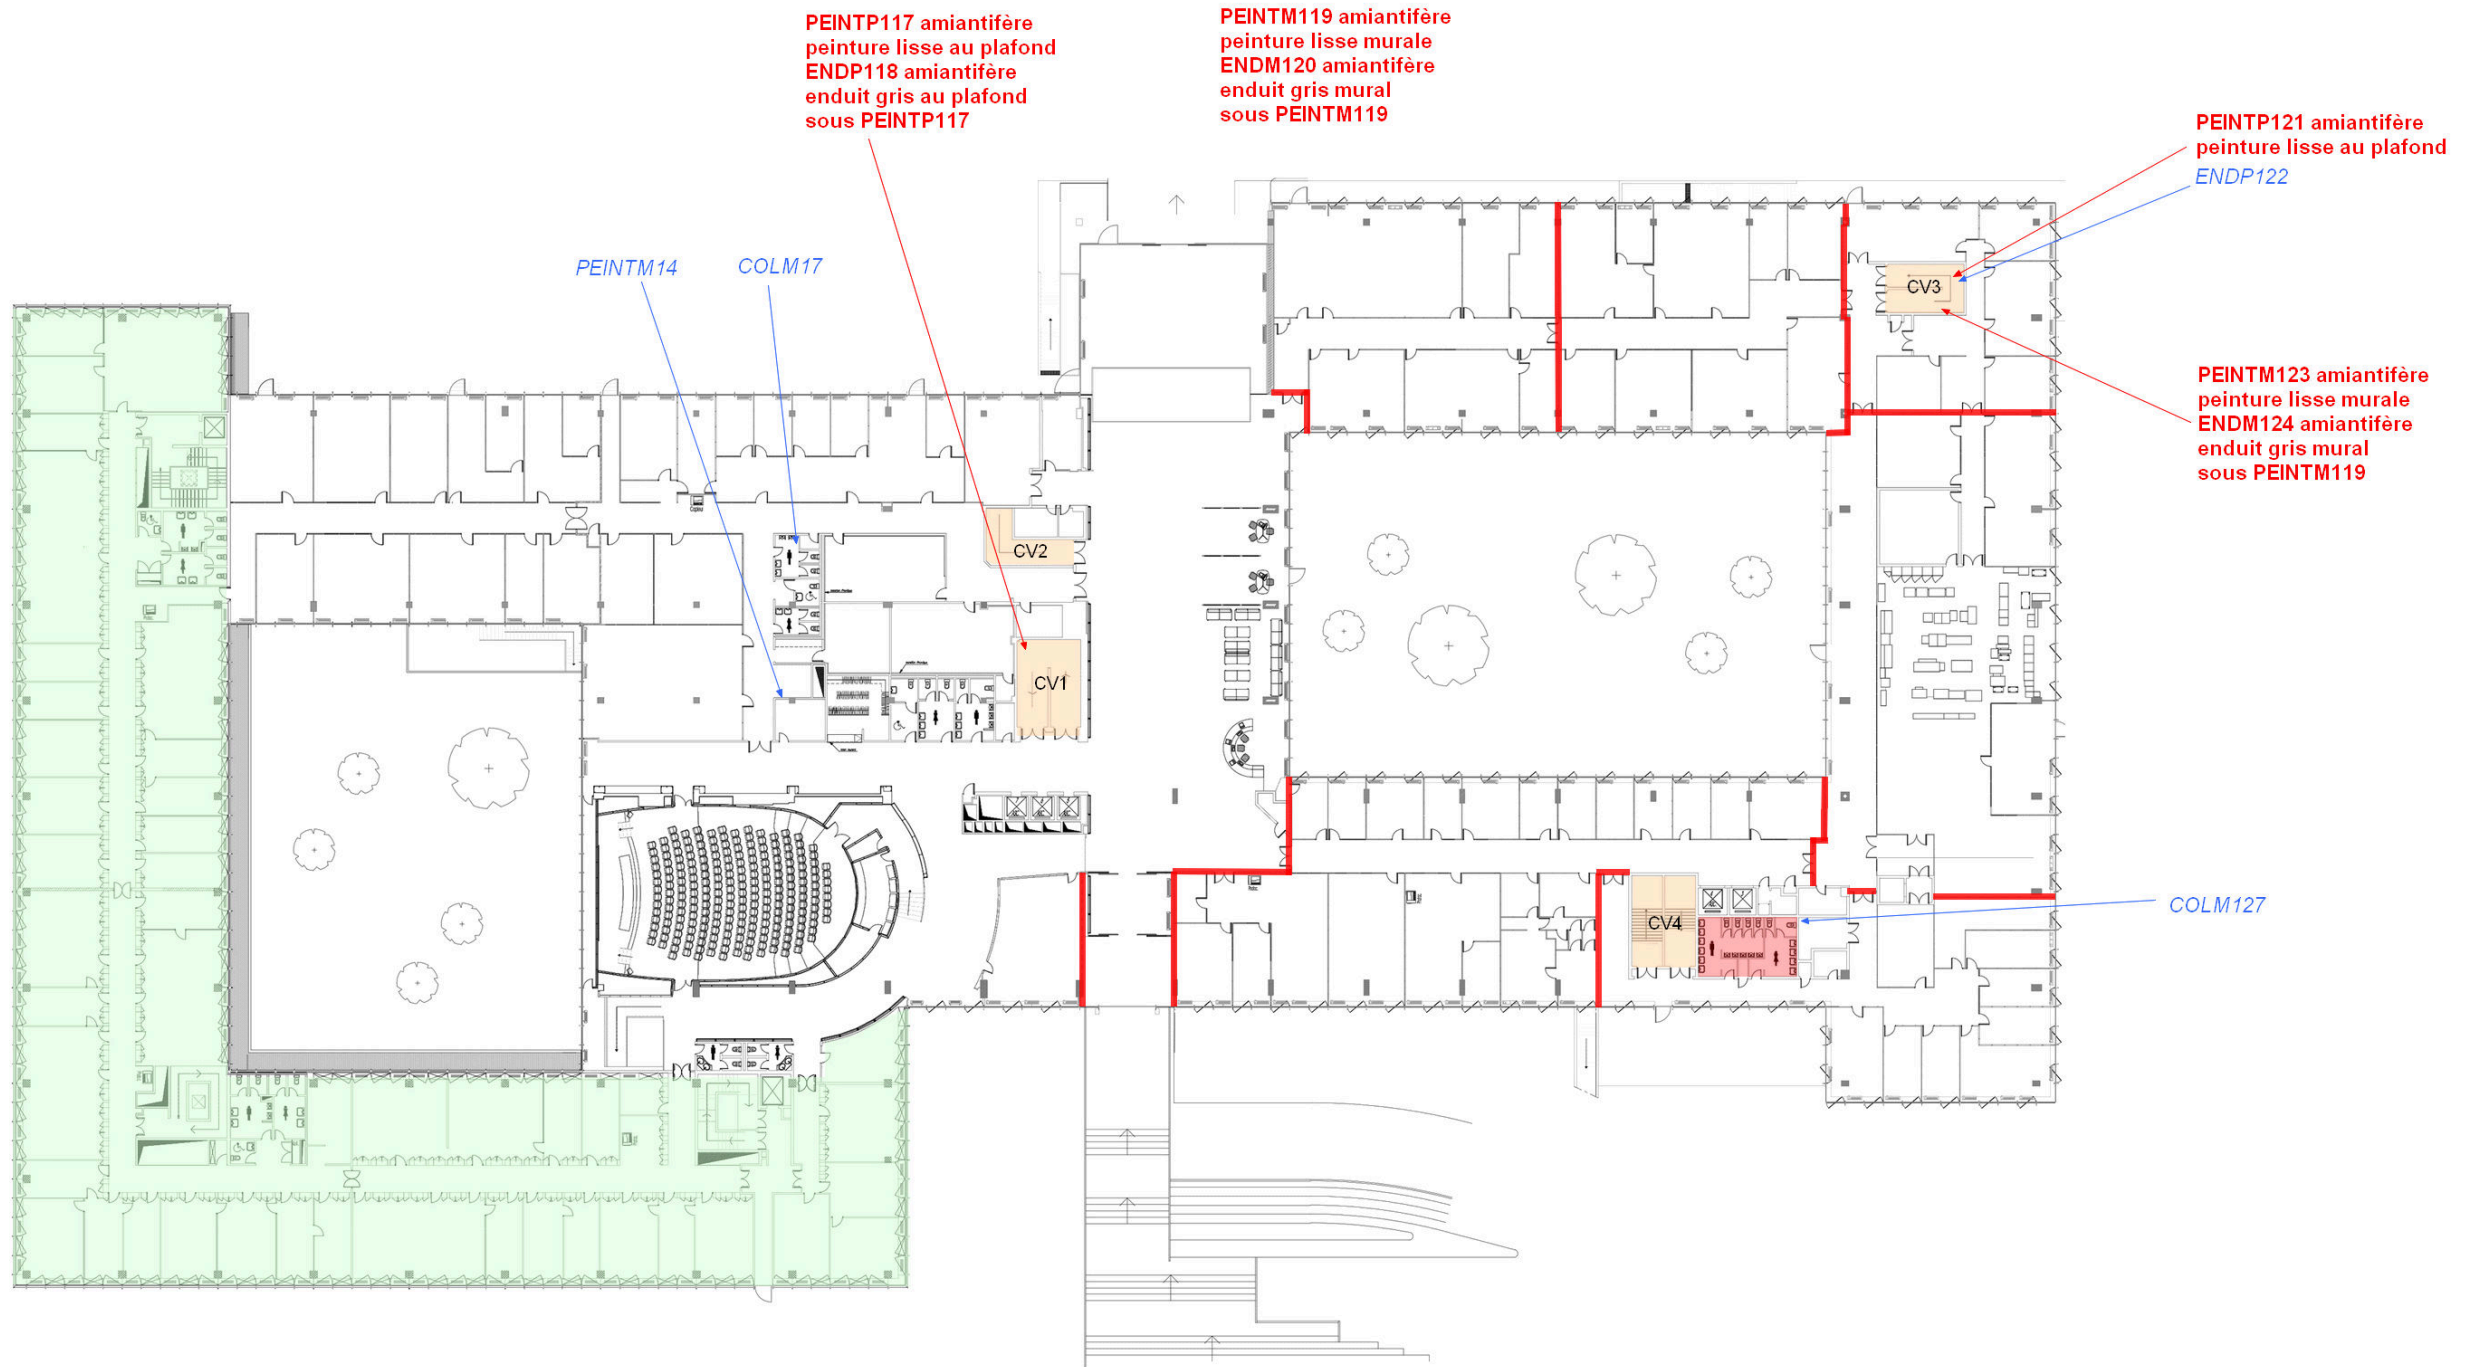 PEINTP117 amiantifère
peinture lisse au plafond
ENDP118 amiantifère
enduit gris au plafond
sous PEINTP117
PEINTM119 amiantifère
peinture lisse murale
ENDM120 amiantifère
enduit gris mural
sous PEINTM119
PEINTP121 amiantifère
peinture lisse au plafond
ENDP122
PEINTM14
COLM17
CV3
PEINTM123 amiantifère
peinture lisse murale
ENDM124 amiantifère
enduit gris mural
sous PEINTM119
Copieur
CV2
CV1
CV4
COLM127